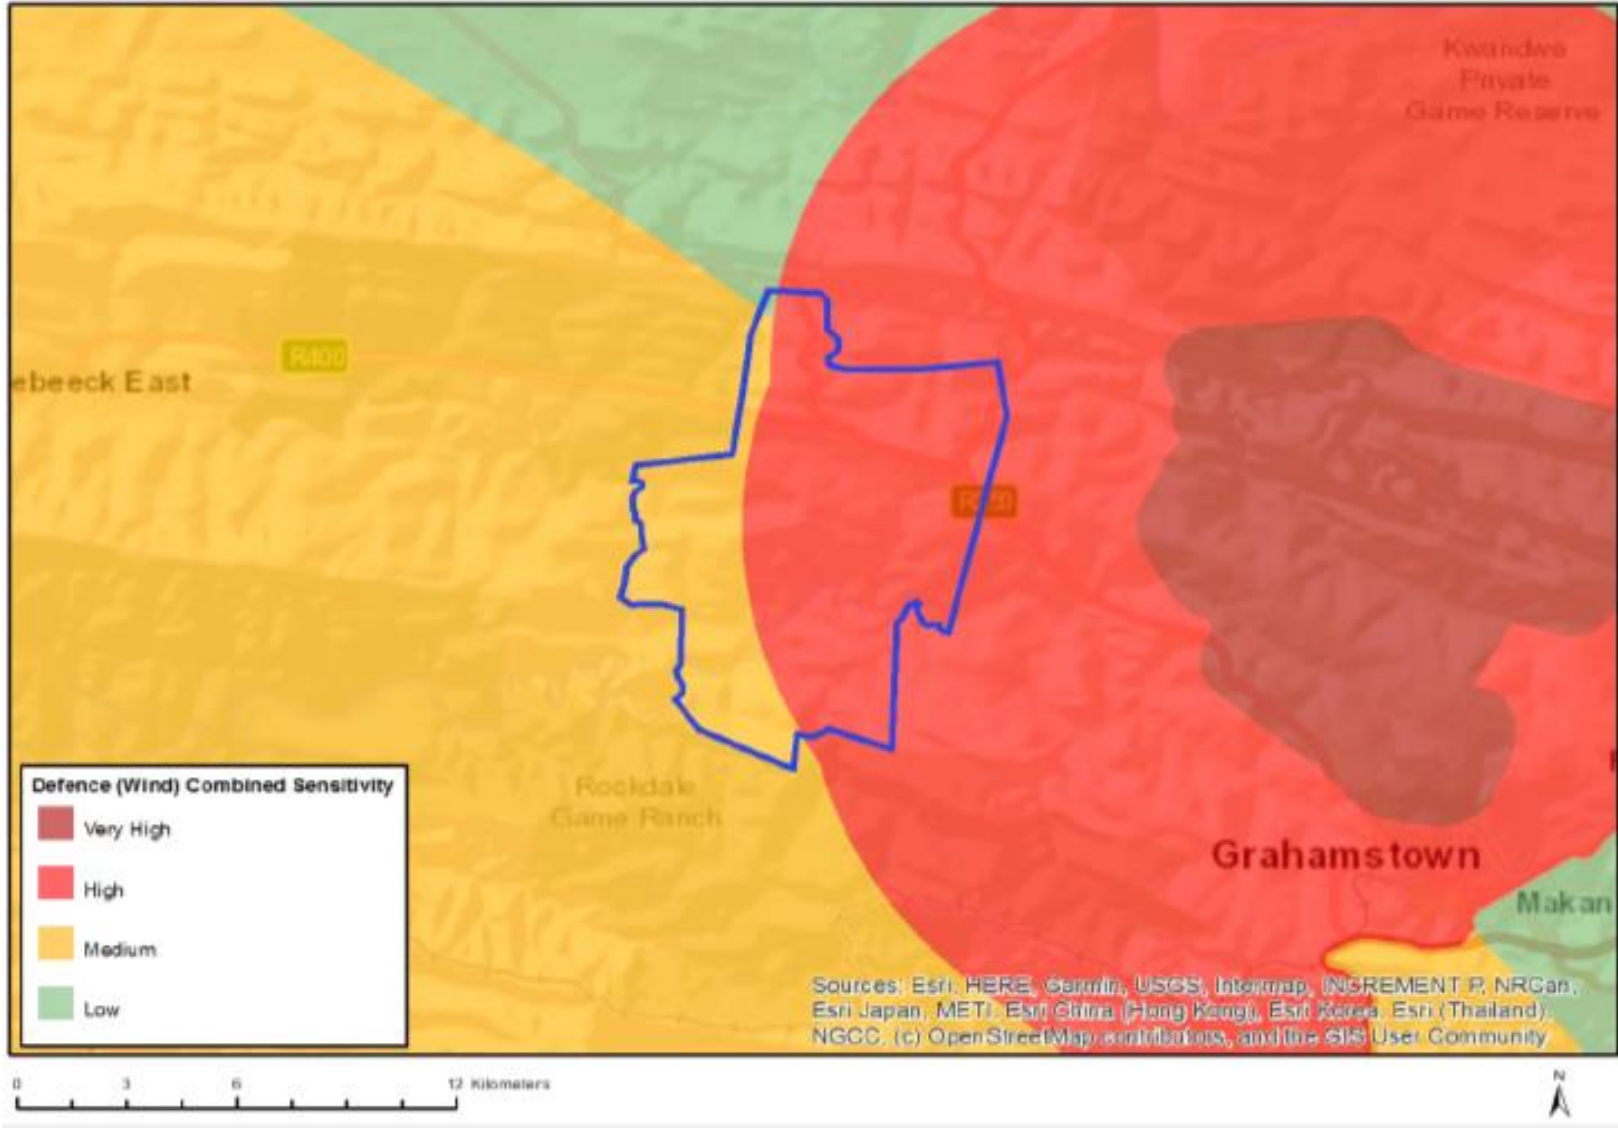 Kwandwe
Private
Game Reserve
R400
ebeeck East
Rockdale
Game Ranch
Defence (Wind) Combined Sensitivity
Very High
High
Medium
Low
Grahamstown
Makan
Sources: Esri, HERE, Garmin, USGS, Intermap, INCREMENT P, NRCan,
Esri Japan, METI, Esri China (Hong Kong), Esri Korea, Esri (Thailand),
NGCC, (c) OpenStreetMap contributors, and the GIS User Community
0 3 6 12 Kilometers
N